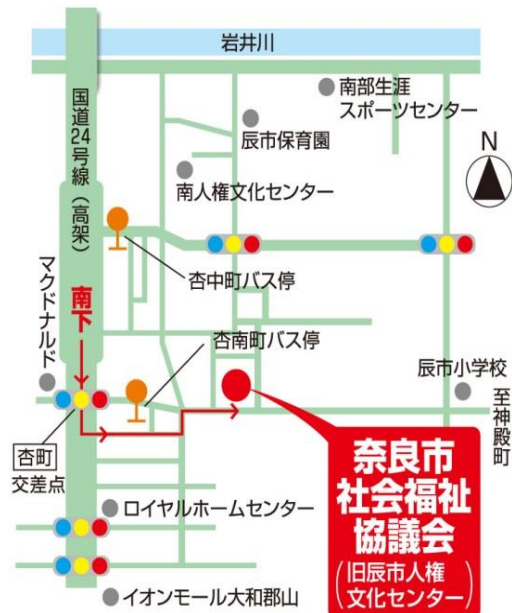 岩井川
国道24号線（高架）
南部生涯
スポーツセンター
辰市保育園
南人権文化センター
N
杏中町バス停
マクドナルド
南下
杏南町バス停
辰市小学校
至神殿町
杏町
交差点
奈良市
社会福祉
協議会
（旧辰市人権
文化センター）
ロイヤルホームセンター
イオンモール大和郡山